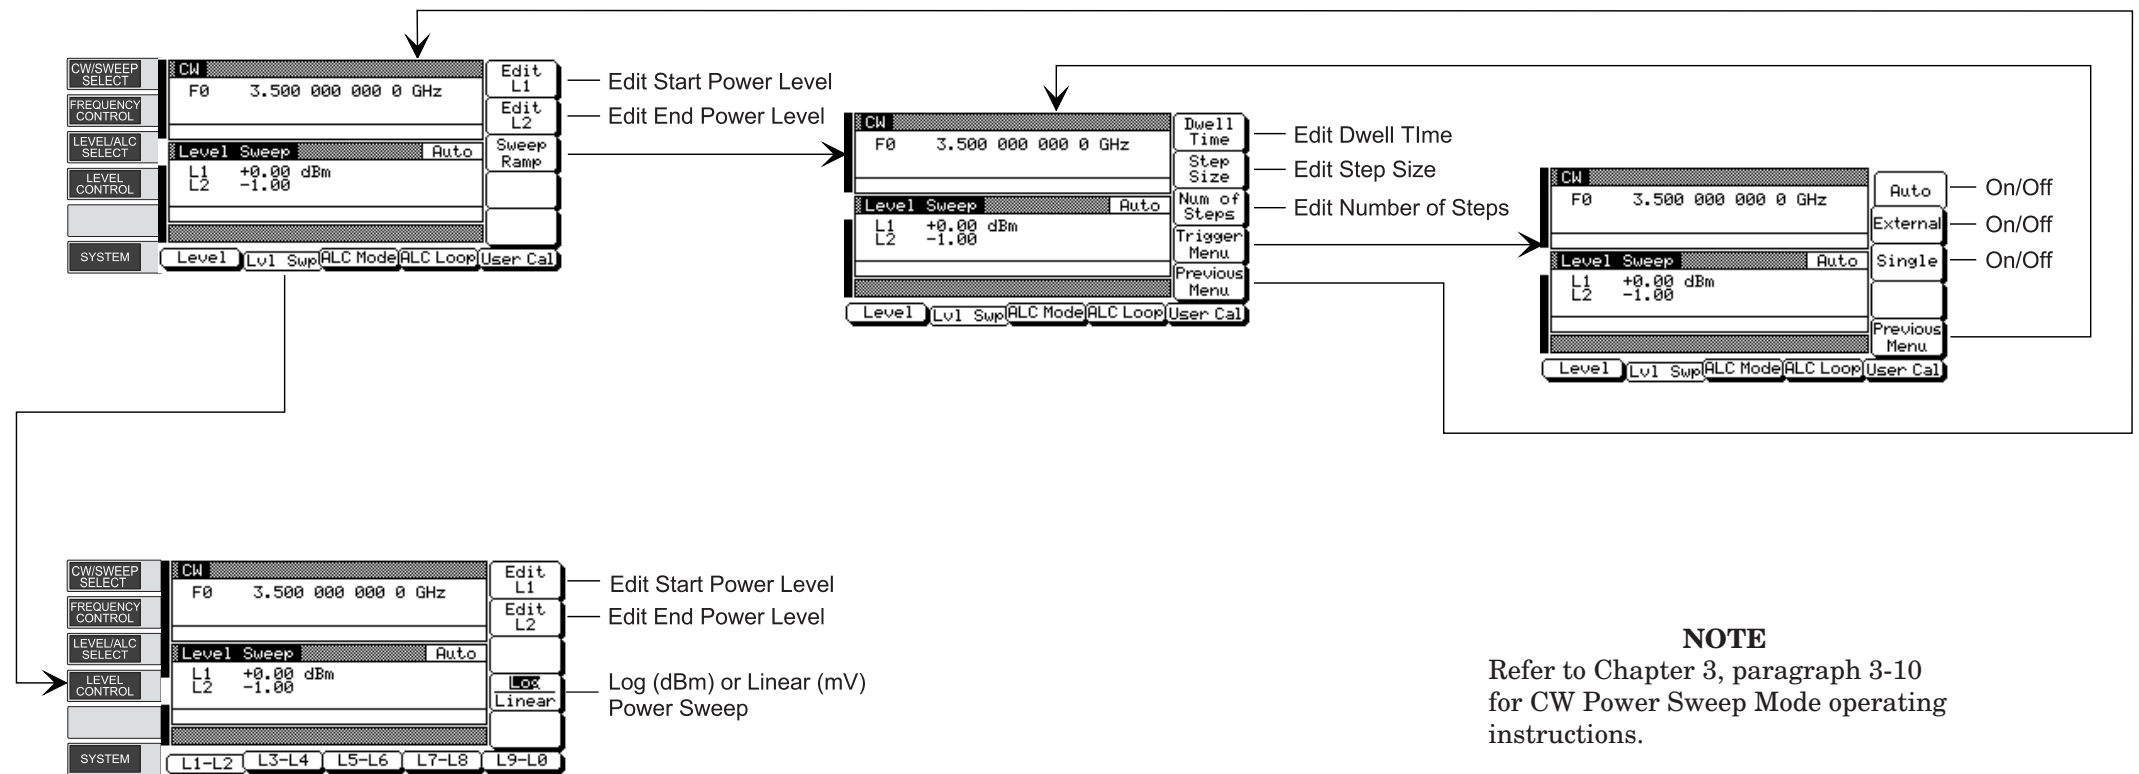 CW/SWEEP
SELECT
FREQUENCY
CONTROL
LEVEL/ALC
SELECT
LEVEL
CONTROL
SYSTEM
CW
F0 3.500 000 000 0 GHz
Level Sweep Auto
L1 +0.00 dBm
L2 -1.00
Edit
L1
Edit
L2
Sweep
Ramp
Level Lvl Swp ALC Mode ALC Loop User Cal
Edit Start Power Level
Edit End Power Level
CW
F0 3.500 000 000 0 GHz
Level Sweep Auto
L1 +0.00 dBm
L2 -1.00
Dwell
Time
Step
Size
Num of
Steps
Trigger
Menu
Previous
Menu
Level Lvl Swp ALC Mode ALC Loop User Cal
Edit Dwell TIme
Edit Step Size
Edit Number of Steps
CW
F0 3.500 000 000 0 GHz
Level Sweep Auto
L1 +0.00 dBm
L2 -1.00
Auto
External
Single
Previous
Menu
Level Lvl Swp ALC Mode ALC Loop User Cal
On/Off
On/Off
On/Off
CW/SWEEP
SELECT
FREQUENCY
CONTROL
LEVEL/ALC
SELECT
LEVEL
CONTROL
SYSTEM
CW
F0 3.500 000 000 0 GHz
Level Sweep Auto
L1 +0.00 dBm
L2 -1.00
Edit
L1
Edit
L2
Log
Linear
L1-L2 L3-L4 L5-L6 L7-L8 L9-L0
Edit Start Power Level
Edit End Power Level
Log (dBm) or Linear (mV)
Power Sweep
NOTE
Refer to Chapter 3, paragraph 3-10
for CW Power Sweep Mode operating
instructions.